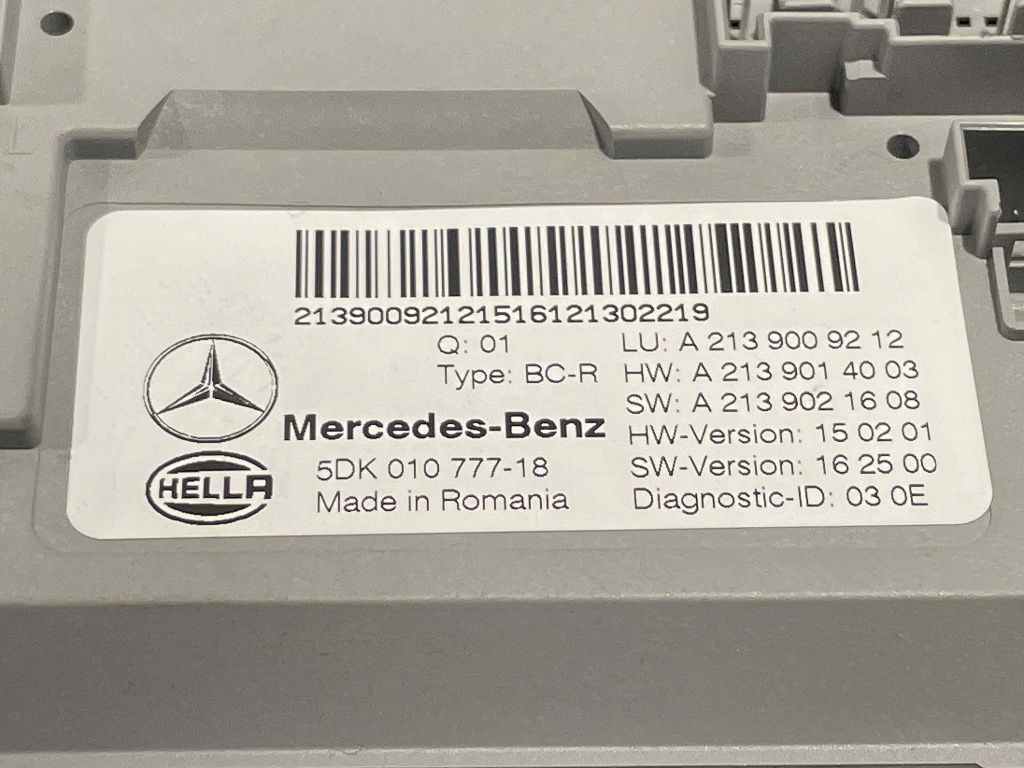 21390092121516121302219
Q: 01
LU: A 213 900 92 12
Type: BC-R
HW: A 213 901 40 03
SW: A 213 902 16 08
Mercedes-Benz
HW-Version: 15 02 01
HELLA
5DK 010 777-18
SW-Version: 16 25 00
Made in Romania
Diagnostic-ID: 03 0E